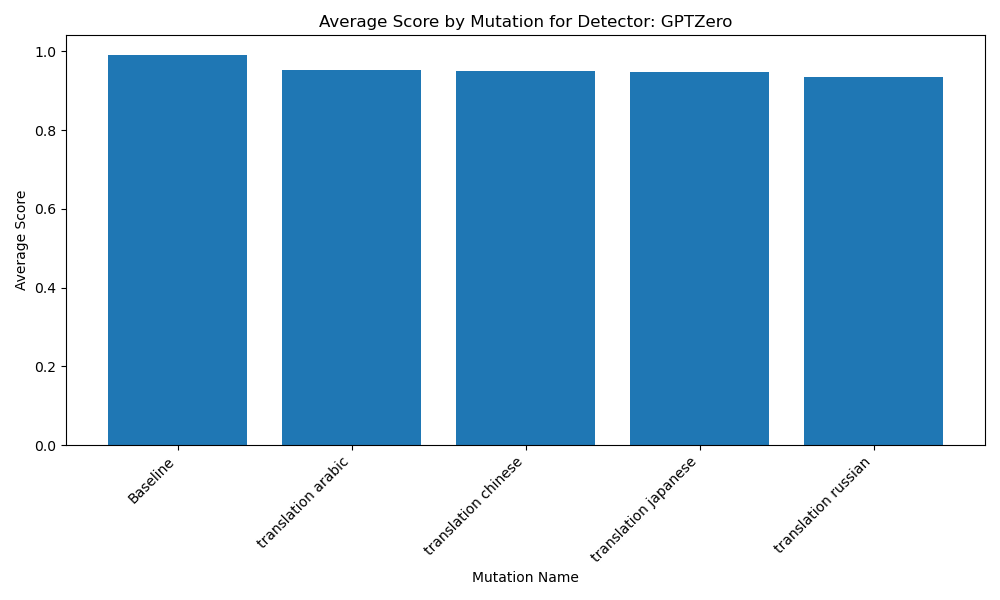 Average Score by Mutation for Detector: GPTZero
1.0
0.8
0.6
0.4
0.2
0.0
Average Score
Baseline
translation arabic
translation chinese
translation japanese
translation russian
Mutation Name